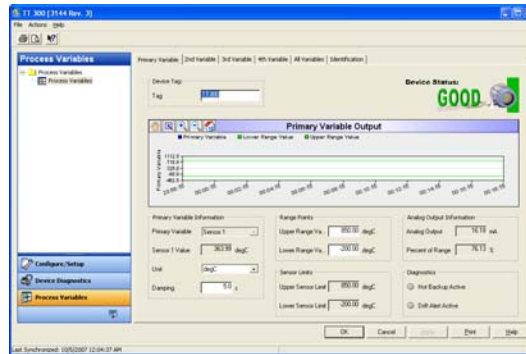 TT 300 [3144 Rev. 3]
File Actions Help
Process Variables
Process Variables
Process Variables
Configure/Setup
Device Diagnostics
Process Variables
Primary Variable 2nd Variable 3rd Variable 4th Variable All Variables Identification
Device Tag:
Tag TT 300
Device Status:
GOOD
Primary Variable Output
Primary Variable Lower Range Value Upper Range Value
Primary Variable
Primary Variable Information
Primary Variable Sensor 1
Sensor 1 Value 363.99 degC
Unit degC
Damping 5.0 s
Range Points
Upper Range Va... 850.00 degC
Lower Range Va... -200.00 degC
Sensor Limits
Upper Sensor Limit 850.00 degC
Lower Sensor Limit -200.00 degC
Analog Output Information
Analog Output 16.18 mA
Percent of Range 76.13 %
Diagnostics
Hot Backup Active
Drift Alert Active
OK Cancel Apply Print Help
Last Synchronized: 10/5/2007 12:04:37 AM